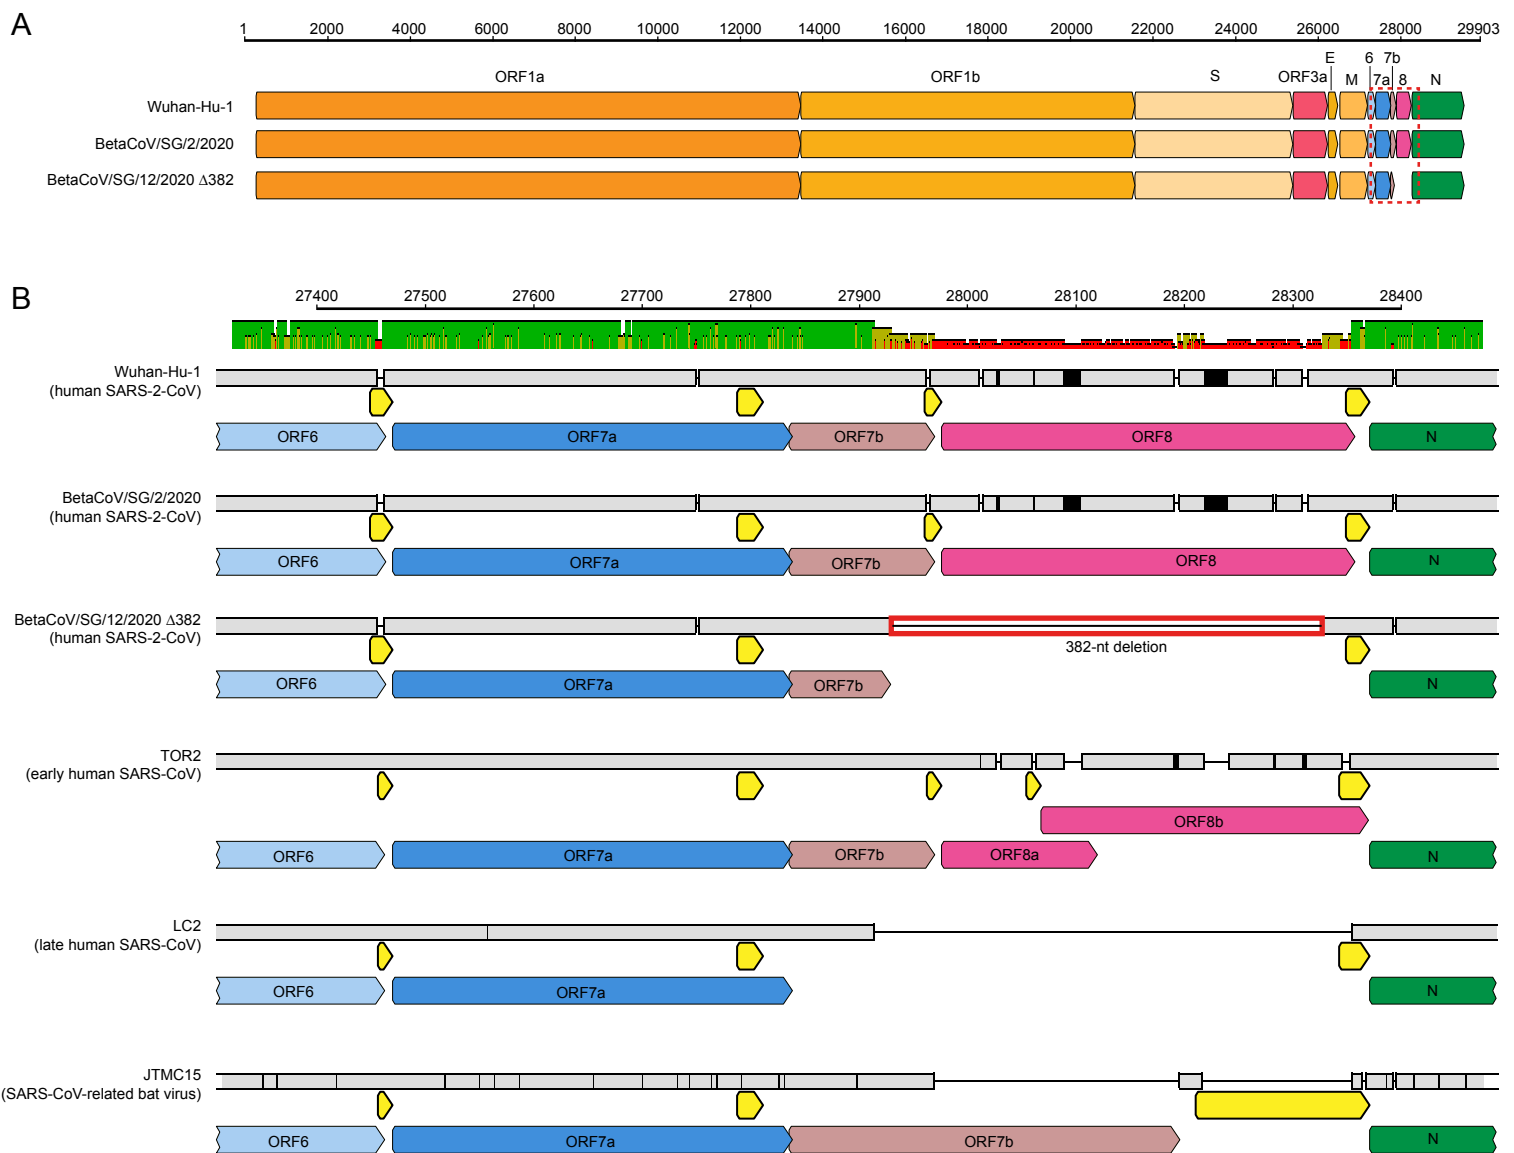 A
1 2000 4000 6000 8000 10000 12000 14000 16000 18000 20000 22000 24000 26000 28000 29903
E 6 7b
ORF1a ORF1b S ORF3a M 7a 8 N
Wuhan-Hu-1
BetaCoV/SG/2/2020
BetaCoV/SG/12/2020 Δ382
B
27400 27500 27600 27700 27800 27900 28000 28100 28200 28300 28400
Wuhan-Hu-1
(human SARS-2-CoV)
ORF6 ORF7a ORF7b ORF8 N
BetaCoV/SG/2/2020
(human SARS-2-CoV)
ORF6 ORF7a ORF7b ORF8 N
BetaCoV/SG/12/2020 Δ382
(human SARS-2-CoV)
382-nt deletion
ORF6 ORF7a ORF7b N
TOR2
(early human SARS-CoV)
ORF8b
ORF6 ORF7a ORF7b ORF8a N
LC2
(late human SARS-CoV)
ORF6 ORF7a N
JTMC15
(SARS-CoV-related bat virus)
ORF6 ORF7a ORF7b N